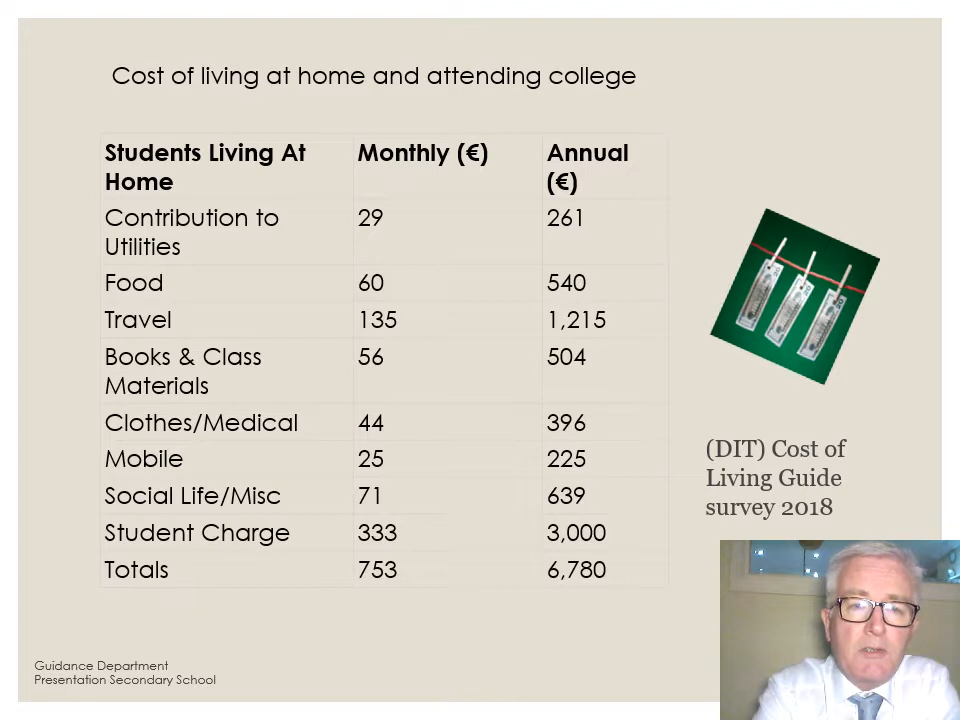 Cost of living at home and attending college
Students Living At Home Monthly (€) Annual (€)
Contribution to Utilities 29 261
Food 60 540
Travel 135 1,215
Books & Class Materials 56 504
Clothes/Medical 44 396
Mobile 25 225
Social Life/Misc 71 639
Student Charge 333 3,000
Totals 753 6,780
(DIT) Cost of
Living Guide
survey 2018
Guidance Department
Presentation Secondary School